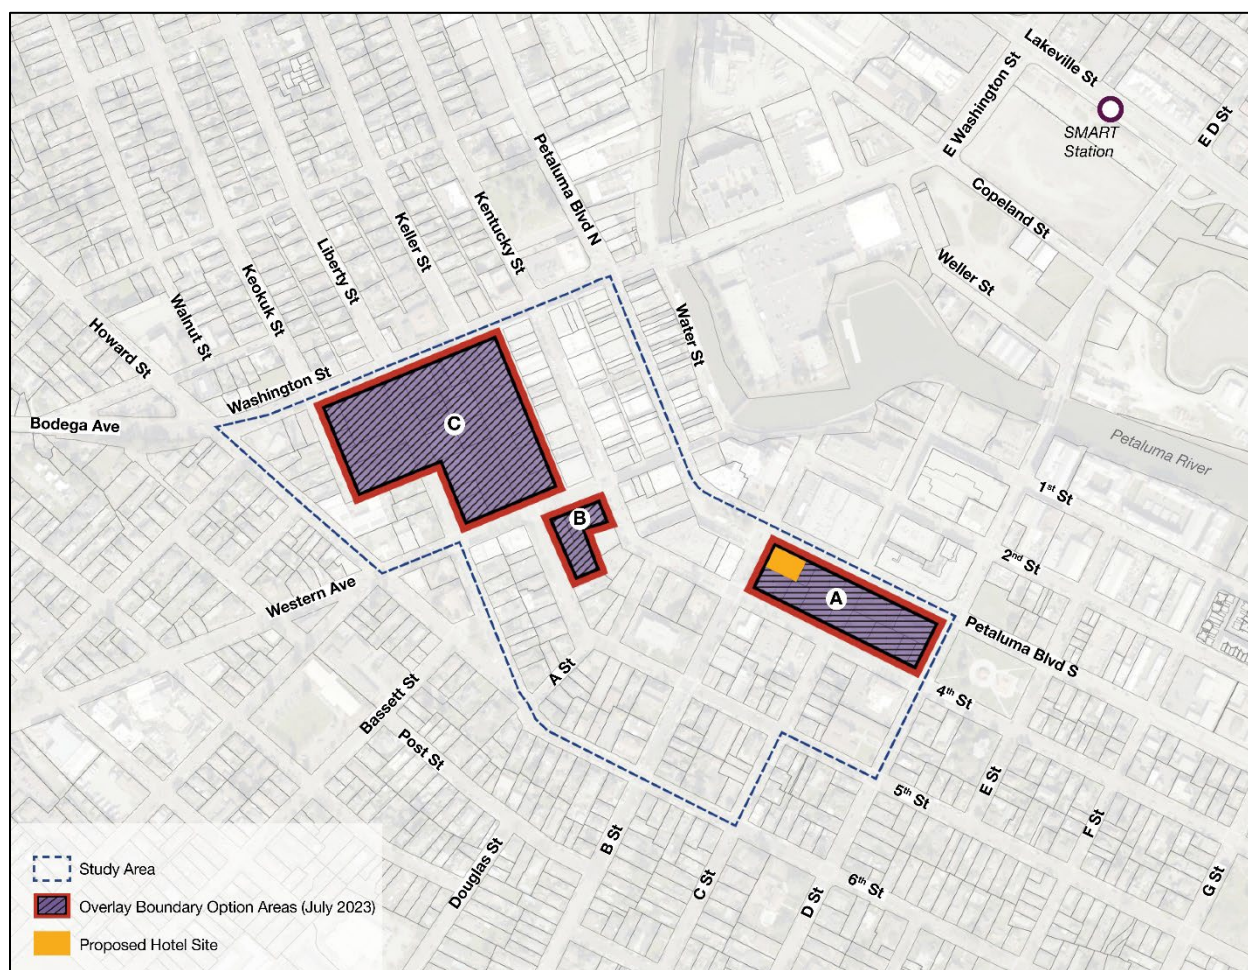 Lakeville St
E Washington St
SMART
Station
E D St
Petaluma Blvd N
Copeland St
Kentucky St
Keller St
Liberty St
Weller St
Keokuk St
Walnut St
Water St
Howard St
Washington St
Bodega Ave
C
Petaluma River
1st St
B
2nd St
Western Ave
A
Petaluma Blvd S
A St
4th St
Bassett St
Post St
E St
5th St
F St
B St
Douglas St
C St
D St
6th St
G St
Study Area
Overlay Boundary Option Areas (July 2023)
Proposed Hotel Site